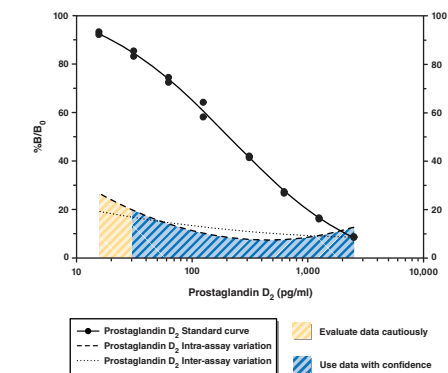 100
80
60
40
20
0
%B/B0
100
80
60
40
20
0
10
100
1,000
10,000
Prostaglandin D2 (pg/ml)
Prostaglandin D2 Standard curve
Prostaglandin D2 Intra-assay variation
Prostaglandin D2 Inter-assay variation
Evaluate data cautiously
Use data with confidence